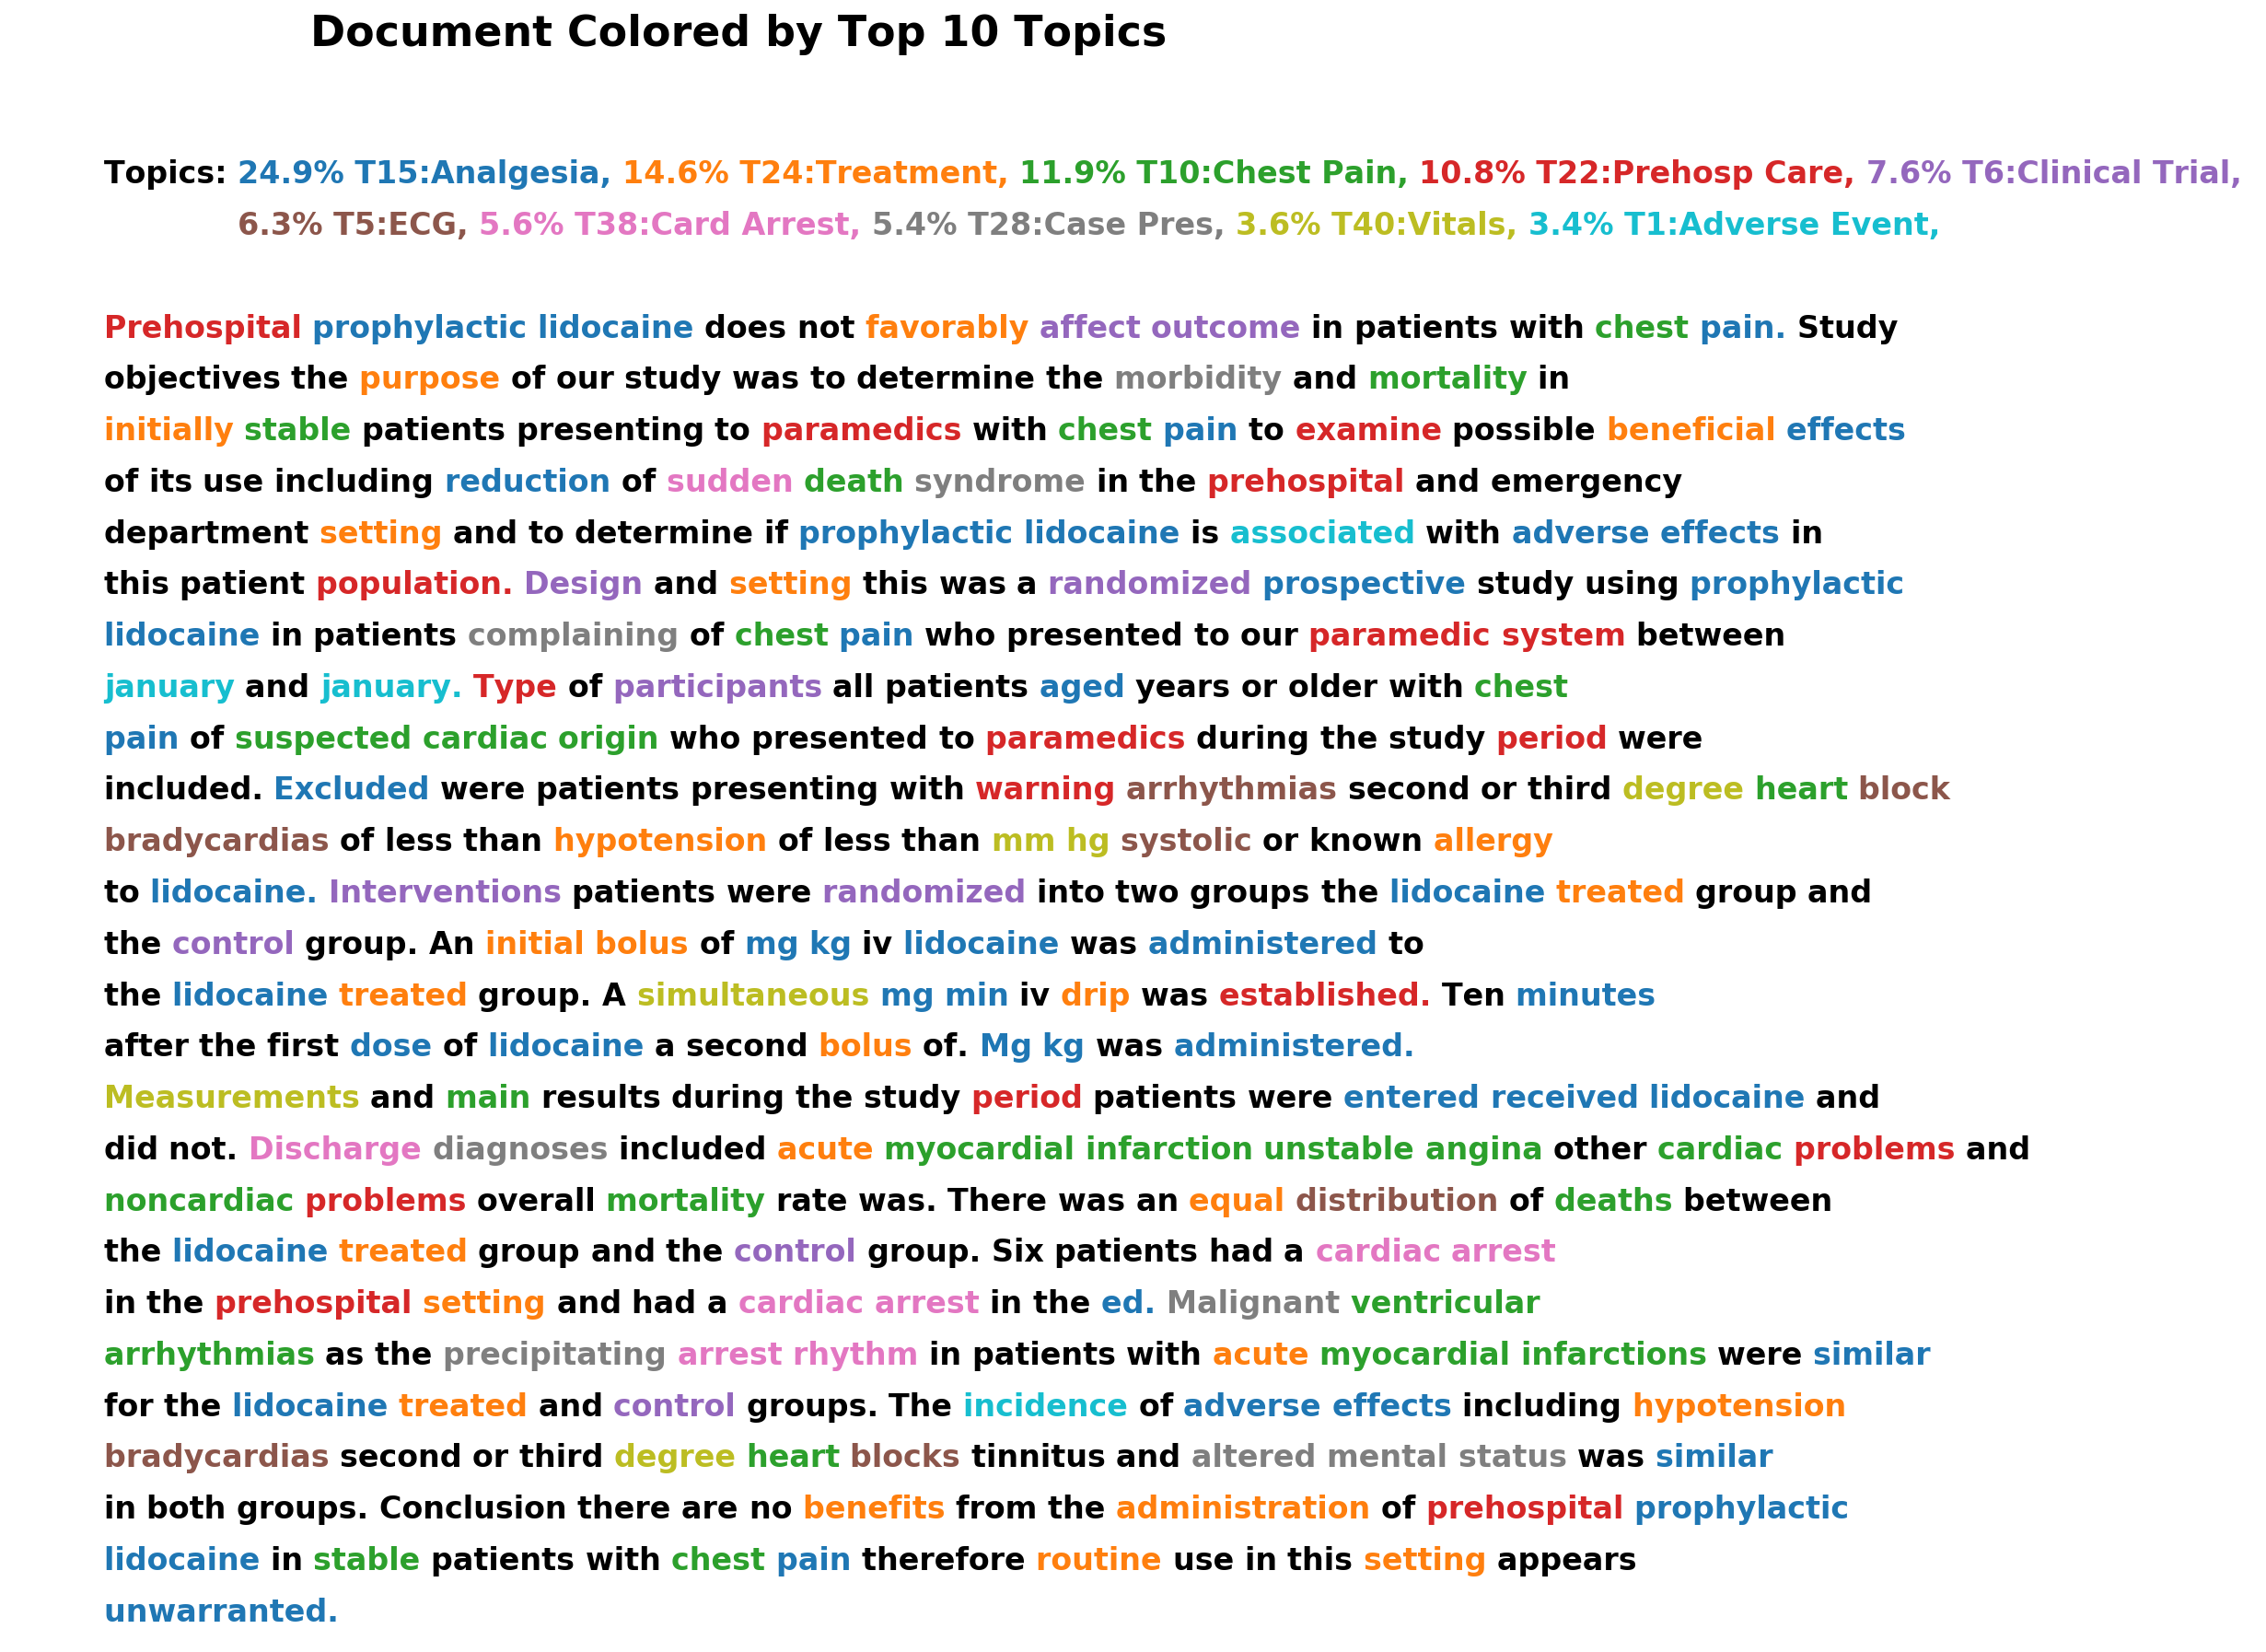 Document Colored by Top 10 Topics
Topics: 24.9% T15:Analgesia, 14.6% T24:Treatment, 11.9% T10:Chest Pain, 10.8% T22:Prehosp Care, 7.6% T6:Clinical Trial,
6.3% T5:ECG, 5.6% T38:Card Arrest, 5.4% T28:Case Pres, 3.6% T40:Vitals, 3.4% T1:Adverse Event,
Prehospital prophylactic lidocaine does not favorably affect outcome in patients with chest pain. Study
objectives the purpose of our study was to determine the morbidity and mortality in
initially stable patients presenting to paramedics with chest pain to examine possible beneficial effects
of its use including reduction of sudden death syndrome in the prehospital and emergency
department setting and to determine if prophylactic lidocaine is associated with adverse effects in
this patient population. Design and setting this was a randomized prospective study using prophylactic
lidocaine in patients complaining of chest pain who presented to our paramedic system between
january and january. Type of participants all patients aged years or older with chest
pain of suspected cardiac origin who presented to paramedics during the study period were
included. Excluded were patients presenting with warning arrhythmias second or third degree heart block
bradycardias of less than hypotension of less than mm hg systolic or known allergy
to lidocaine. Interventions patients were randomized into two groups the lidocaine treated group and
the control group. An initial bolus of mg kg iv lidocaine was administered to
the lidocaine treated group. A simultaneous mg min iv drip was established. Ten minutes
after the first dose of lidocaine a second bolus of. Mg kg was administered.
Measurements and main results during the study period patients were entered received lidocaine and
did not. Discharge diagnoses included acute myocardial infarction unstable angina other cardiac problems and
noncardiac problems overall mortality rate was. There was an equal distribution of deaths between
the lidocaine treated group and the control group. Six patients had a cardiac arrest
in the prehospital setting and had a cardiac arrest in the ed. Malignant ventricular
arrhythmias as the precipitating arrest rhythm in patients with acute myocardial infarctions were similar
for the lidocaine treated and control groups. The incidence of adverse effects including hypotension
bradycardias second or third degree heart blocks tinnitus and altered mental status was similar
in both groups. Conclusion there are no benefits from the administration of prehospital prophylactic
lidocaine in stable patients with chest pain therefore routine use in this setting appears
unwarranted.